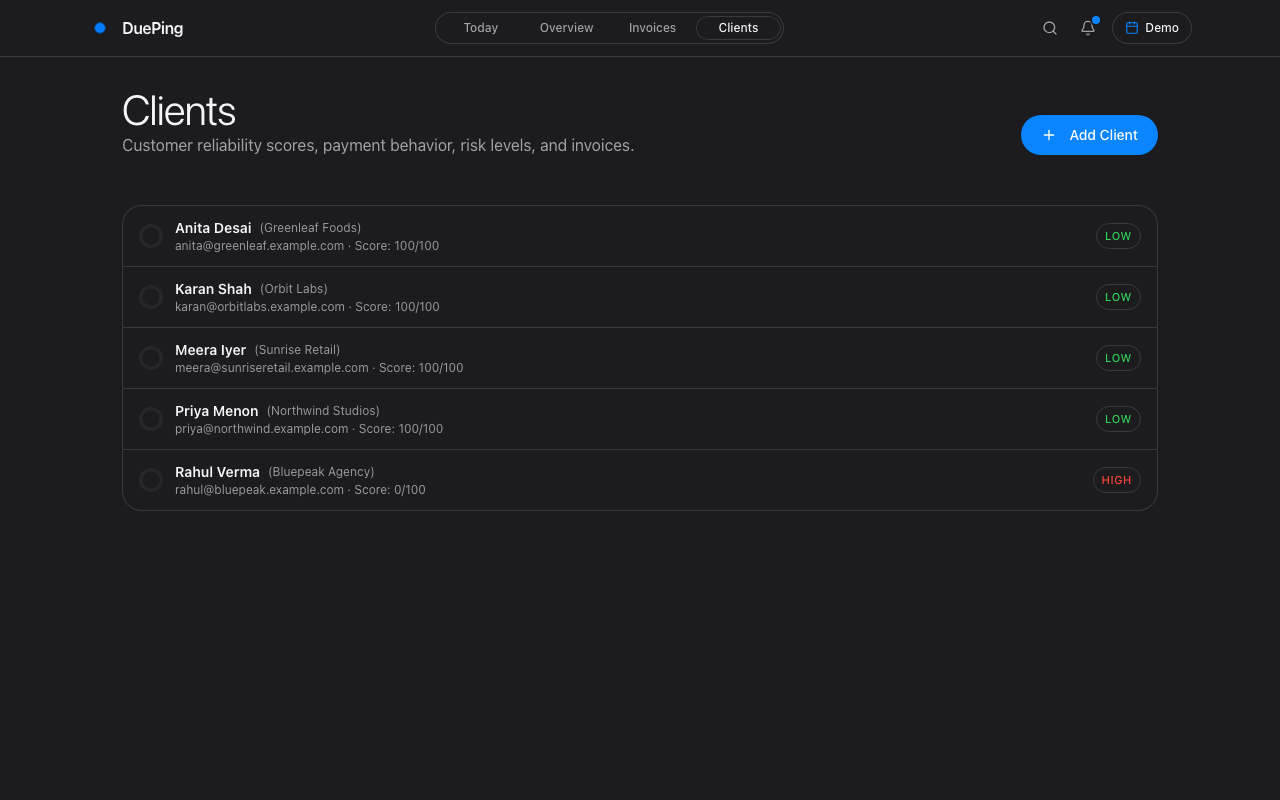 DuePing
Today Overview Invoices Clients
Demo
Clients
Customer reliability scores, payment behavior, risk levels, and invoices.
Add Client
Anita Desai (Greenleaf Foods)
anita@greenleaf.example.com · Score: 100/100
LOW
Karan Shah (Orbit Labs)
karan@orbitlabs.example.com · Score: 100/100
LOW
Meera Iyer (Sunrise Retail)
meera@sunriseretail.example.com · Score: 100/100
LOW
Priya Menon (Northwind Studios)
priya@northwind.example.com · Score: 100/100
LOW
Rahul Verma (Bluepeak Agency)
rahul@bluepeak.example.com · Score: 0/100
HIGH